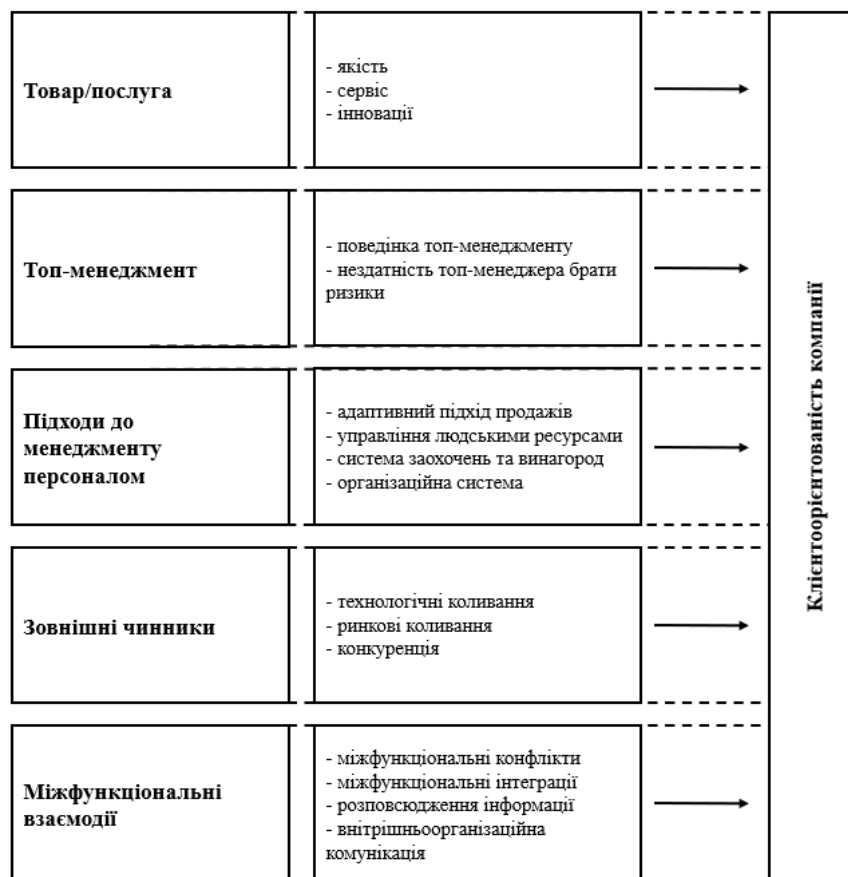 Товар/послуга
- якість
- сервіс
- інновації
Топ-менеджмент
- поведінка топ-менеджменту
- нездатність топ-менеджера брати
ризики
Підходи до
менеджменту
персоналом
- адаптивний підхід продажів
- управління людськими ресурсами
- система заохочень та винагород
- організаційна система
Зовнішні чинники
- технологічні коливання
- ринкові коливання
- конкуренція
Міжфункціональні
взаємодії
- міжфункціональні конфлікти
- міжфункціональні інтеграції
- розповсюдження інформації
- внітрішньоорганізаційна
комунікація
Клієнтоорієнтованість компанії